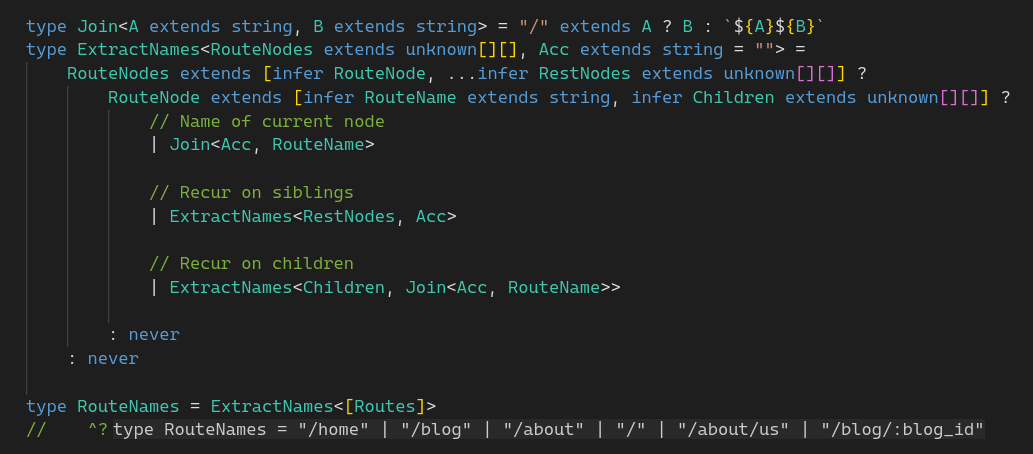 type Join<A extends string, B extends string> = "/" extends A ? B : `${A}${B}`
type ExtractNames<RouteNodes extends unknown[][], Acc extends string = ""> =
    RouteNodes extends [infer RouteNode, ...infer RestNodes extends unknown[][]] ?
        RouteNode extends [infer RouteName extends string, infer Children extends unknown[][]] ?
            // Name of current node
            | Join<Acc, RouteName>
            // Recur on siblings
            | ExtractNames<RestNodes, Acc>
            // Recur on children
            | ExtractNames<Children, Join<Acc, RouteName>>
        : never
    : never
type RouteNames = ExtractNames<[Routes]>
//    ^? type RouteNames = "/home" | "/blog" | "/about" | "/" | "/about/us" | "/blog/:blog_id"